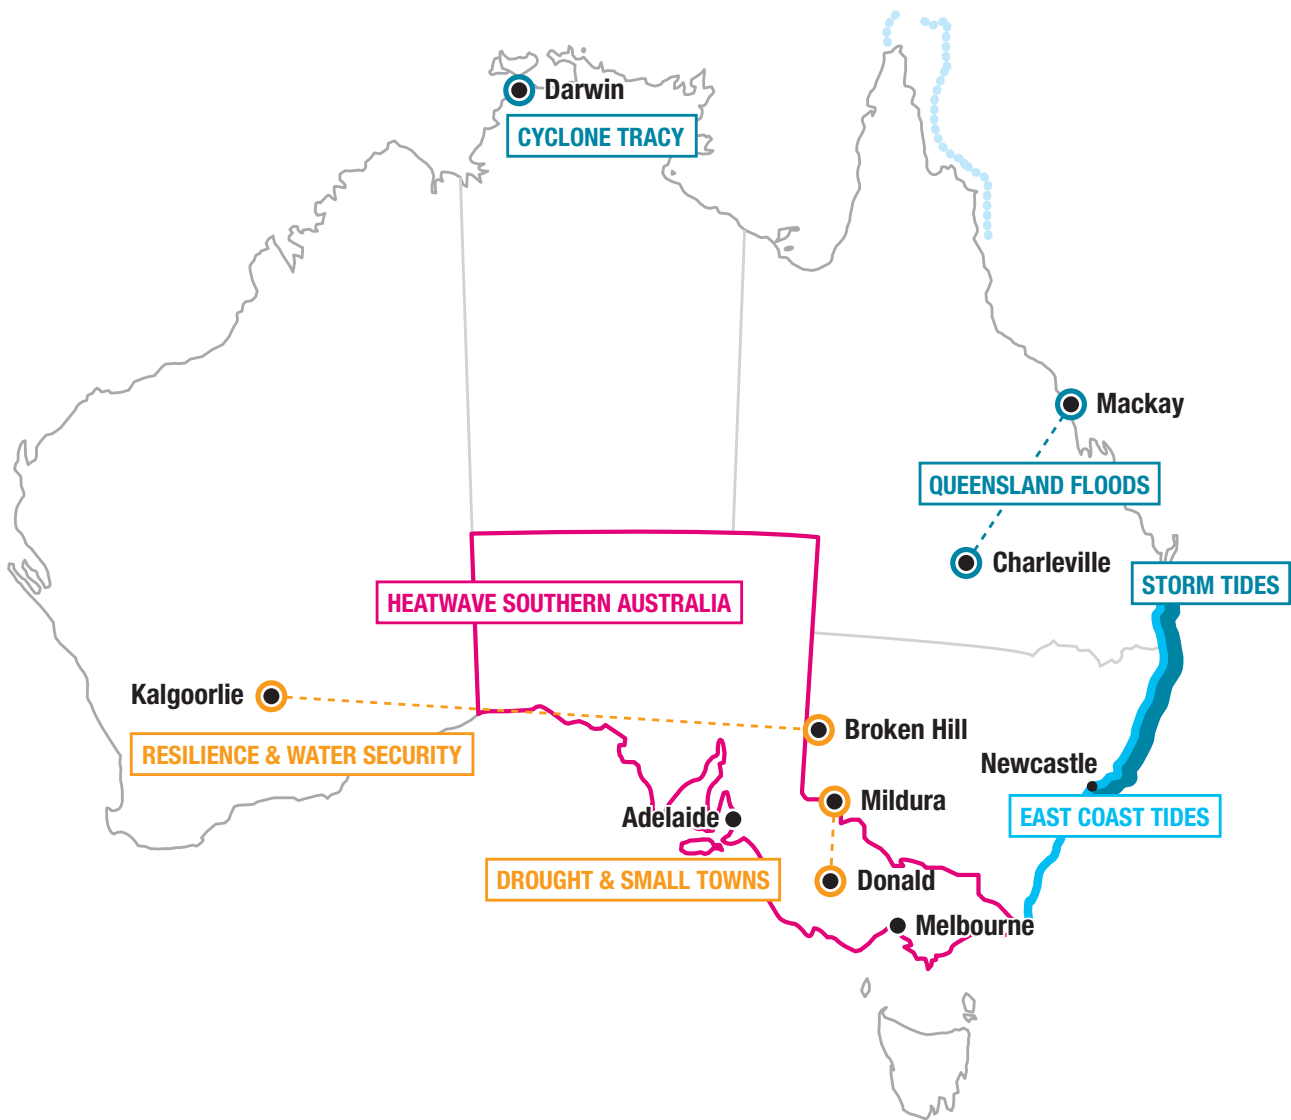 Darwin
CYCLONE TRACY
Mackay
QUEENSLAND FLOODS
Charleville
STORM TIDES
HEATWAVE SOUTHERN AUSTRALIA
Kalgoorlie
Broken Hill
RESILIENCE & WATER SECURITY
Newcastle
Mildura
Adelaide
EAST COAST TIDES
DROUGHT & SMALL TOWNS
Donald
Melbourne